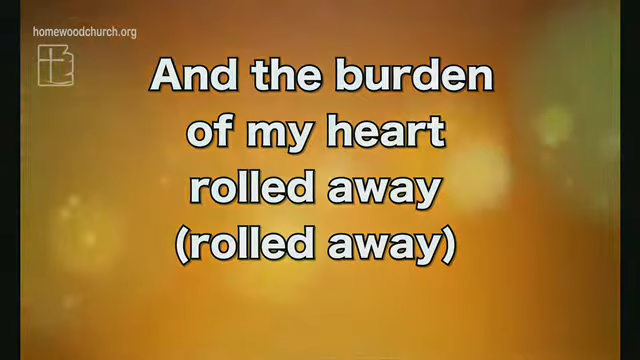 homewoodchurch.org
And the burden
of my heart
rolled away
(rolled away)